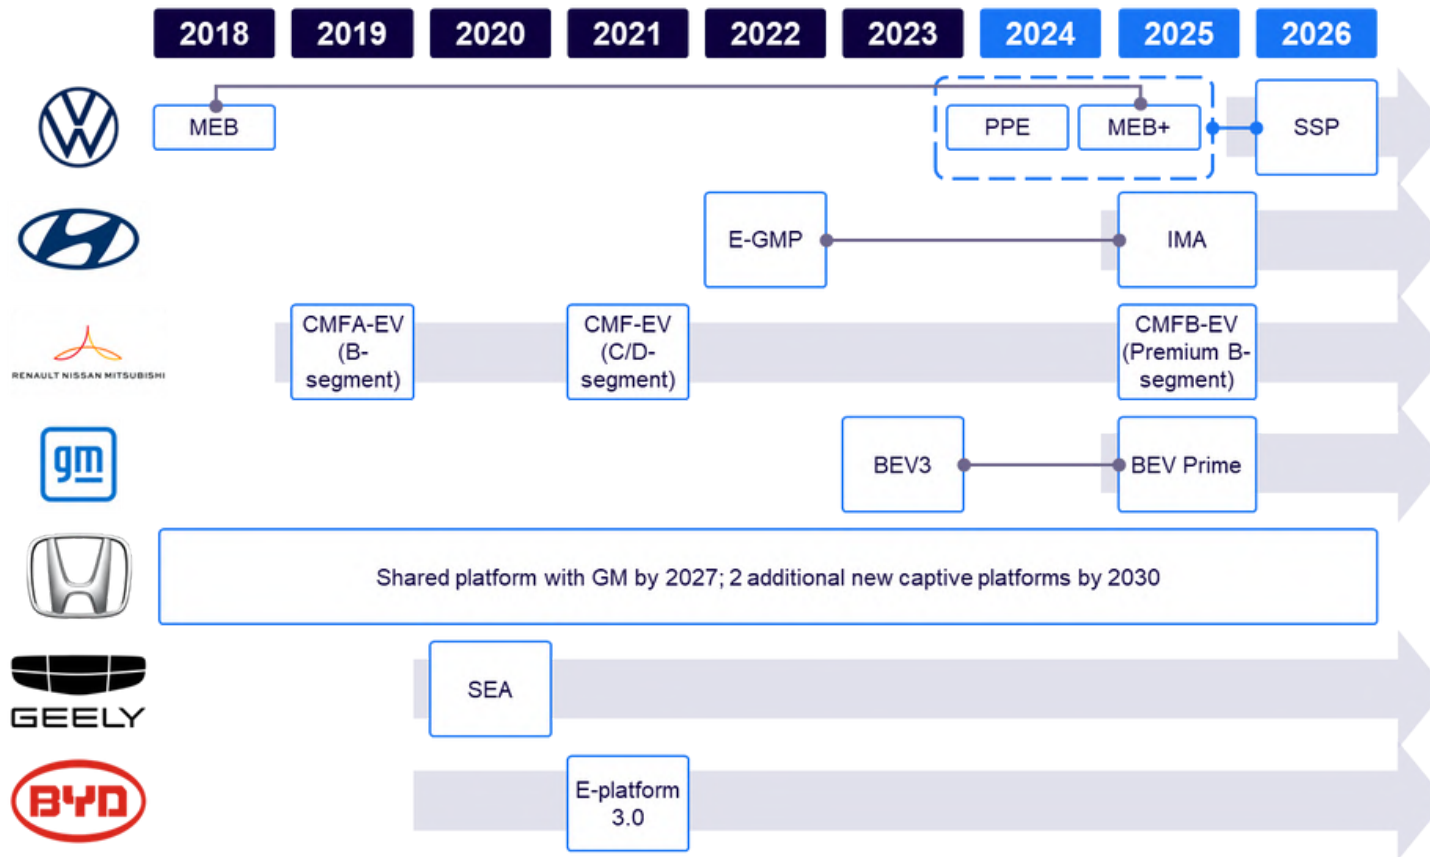 2018
2019
2020
2021
2022
2023
2024
2025
2026
MEB
PPE
MEB+
SSP
E-GMP
IMA
RENAULT NISSAN MITSUBISHI
CMFA-EV
(B-
segment)
CMF-EV
(C/D-
segment)
CMFB-EV
(Premium B-
segment)
gm
BEV3
BEV Prime
Shared platform with GM by 2027; 2 additional new captive platforms by 2030
GEELY
SEA
BYD
E-platform
3.0